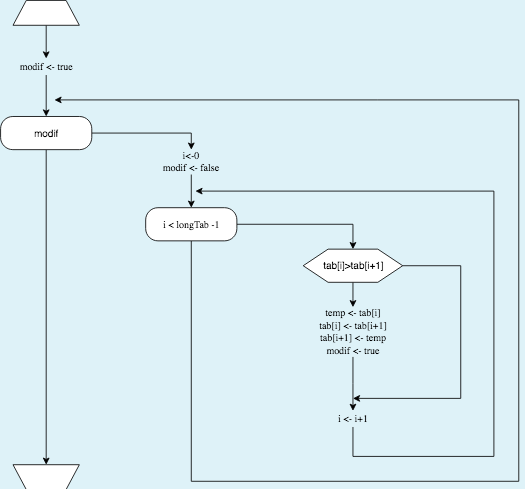 modif <- true
modif
i<-0
modif <- false
i < longTab -1
tab[i]>tab[i+1]
temp <- tab[i]
tab[i] <- tab[i+1]
tab[i+1] <- temp
modif <- true
i <- i+1